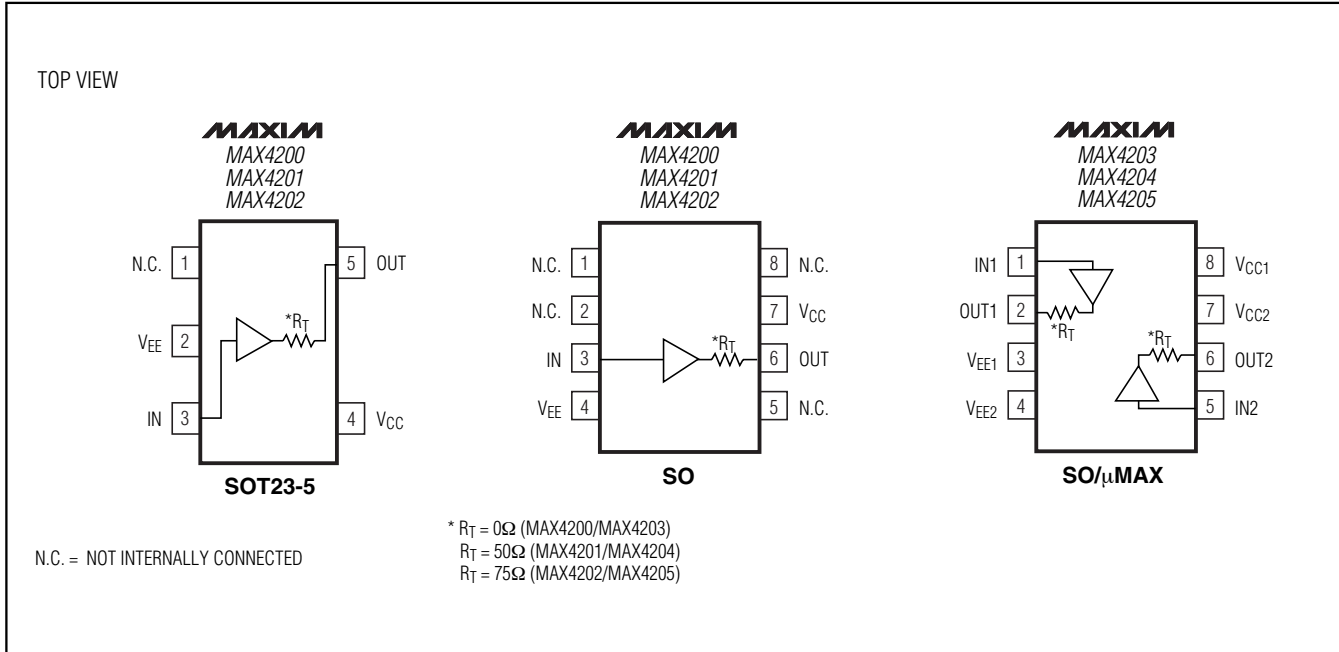 TOP VIEW
MAXIM
MAX4200
MAX4201
MAX4202
N.C. 1
VEE 2
IN 3
5 OUT
4 VCC
*RT
SOT23-5
MAXIM
MAX4200
MAX4201
MAX4202
N.C. 1
N.C. 2
IN 3
VEE 4
8 N.C.
7 VCC
6 OUT
5 N.C.
*RT
SO
MAXIM
MAX4203
MAX4204
MAX4205
IN1 1
OUT1 2
VEE1 3
VEE2 4
8 VCC1
7 VCC2
6 OUT2
5 IN2
*RT
*RT
SO/μMAX
N.C. = NOT INTERNALLY CONNECTED
* RT = 0Ω (MAX4200/MAX4203)
RT = 50Ω (MAX4201/MAX4204)
RT = 75Ω (MAX4202/MAX4205)